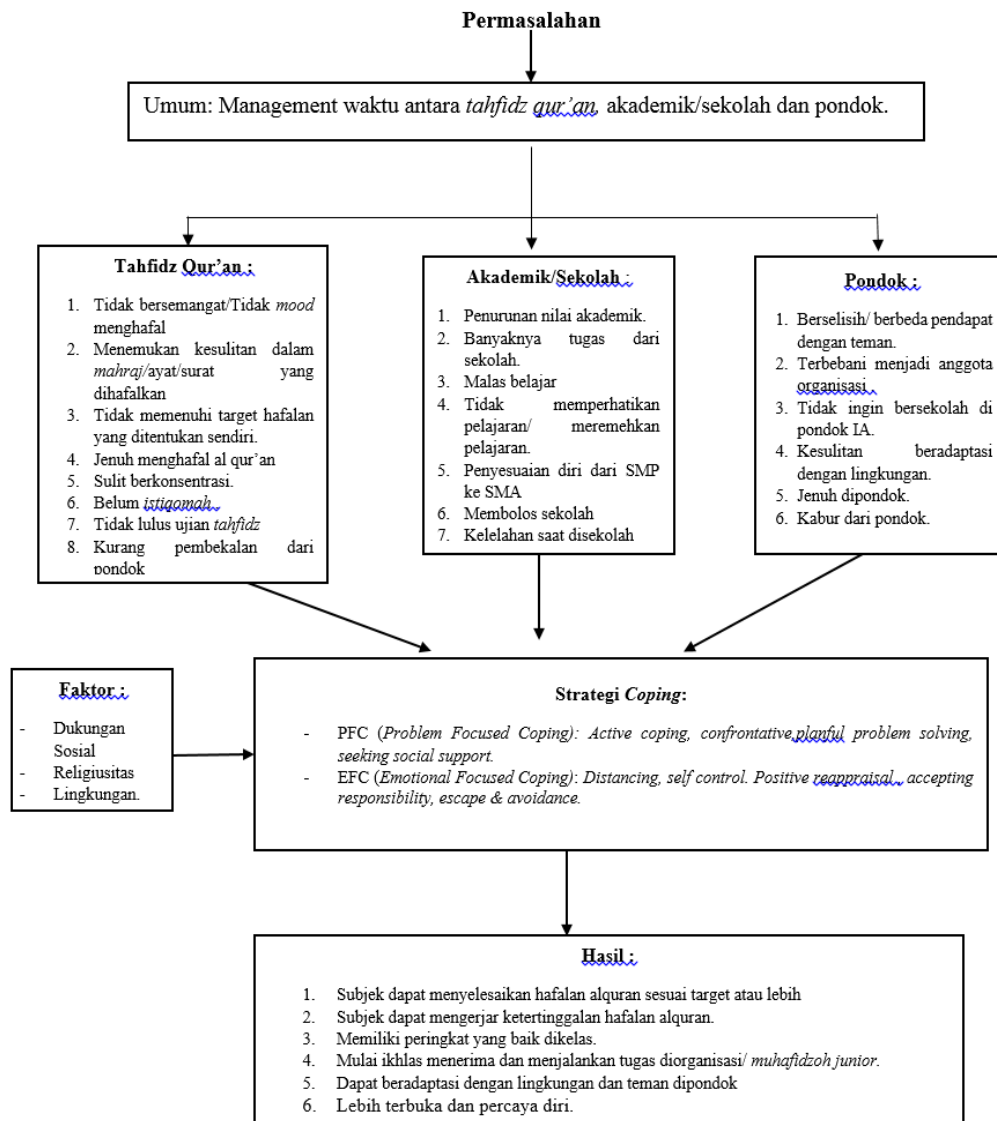 Permasalahan
Umum: Management waktu antara tahfidz qur'an, akademik/sekolah dan pondok.
Tahfidz Qur'an :
1. Tidak bersemangat/Tidak mood
menghafal
2. Menemukan kesulitan dalam
mahraj/ayat/surat yang
dihafalkan
3. Tidak memenuhi target hafalan
yang ditentukan sendiri.
4. Jenuh menghafal al qur'an
5. Sulit berkonsentrasi.
6. Belum istiqomah.
7. Tidak lulus ujian tahfidz
8. Kurang pembekalan dari
pondok
Akademik/Sekolah :
1. Penurunan nilai akademik.
2. Banyaknya tugas dari
sekolah.
3. Malas belajar
4. Tidak memperhatikan
pelajaran/ meremehkan
pelajaran.
5. Penyesuaian diri dari SMP
ke SMA
6. Membolos sekolah
7. Kelelahan saat disekolah
Pondok :
1. Berselisih/ berbeda pendapat
dengan teman.
2. Terbebani menjadi anggota
organisasi .
3. Tidak ingin bersekolah di
pondok IA.
4. Kesulitan beradaptasi
dengan lingkungan.
5. Jenuh dipondok.
6. Kabur dari pondok.
Faktor :
- Dukungan
Sosial
- Religiusitas
- Lingkungan.
Strategi Coping:
- PFC (Problem Focused Coping): Active coping, confrontative,planful problem solving,
seeking social support.
- EFC (Emotional Focused Coping): Distancing, self control. Positive reappraisal , accepting
responsibility, escape & avoidance.
Hasil :
1. Subjek dapat menyelesaikan hafalan alquran sesuai target atau lebih
2. Subjek dapat mengerjar ketertinggalan hafalan alquran.
3. Memiliki peringkat yang baik dikelas.
4. Mulai ikhlas menerima dan menjalankan tugas diorganisasi/ muhafidzoh junior.
5. Dapat beradaptasi dengan lingkungan dan teman dipondok
6. Lebih terbuka dan percaya diri.